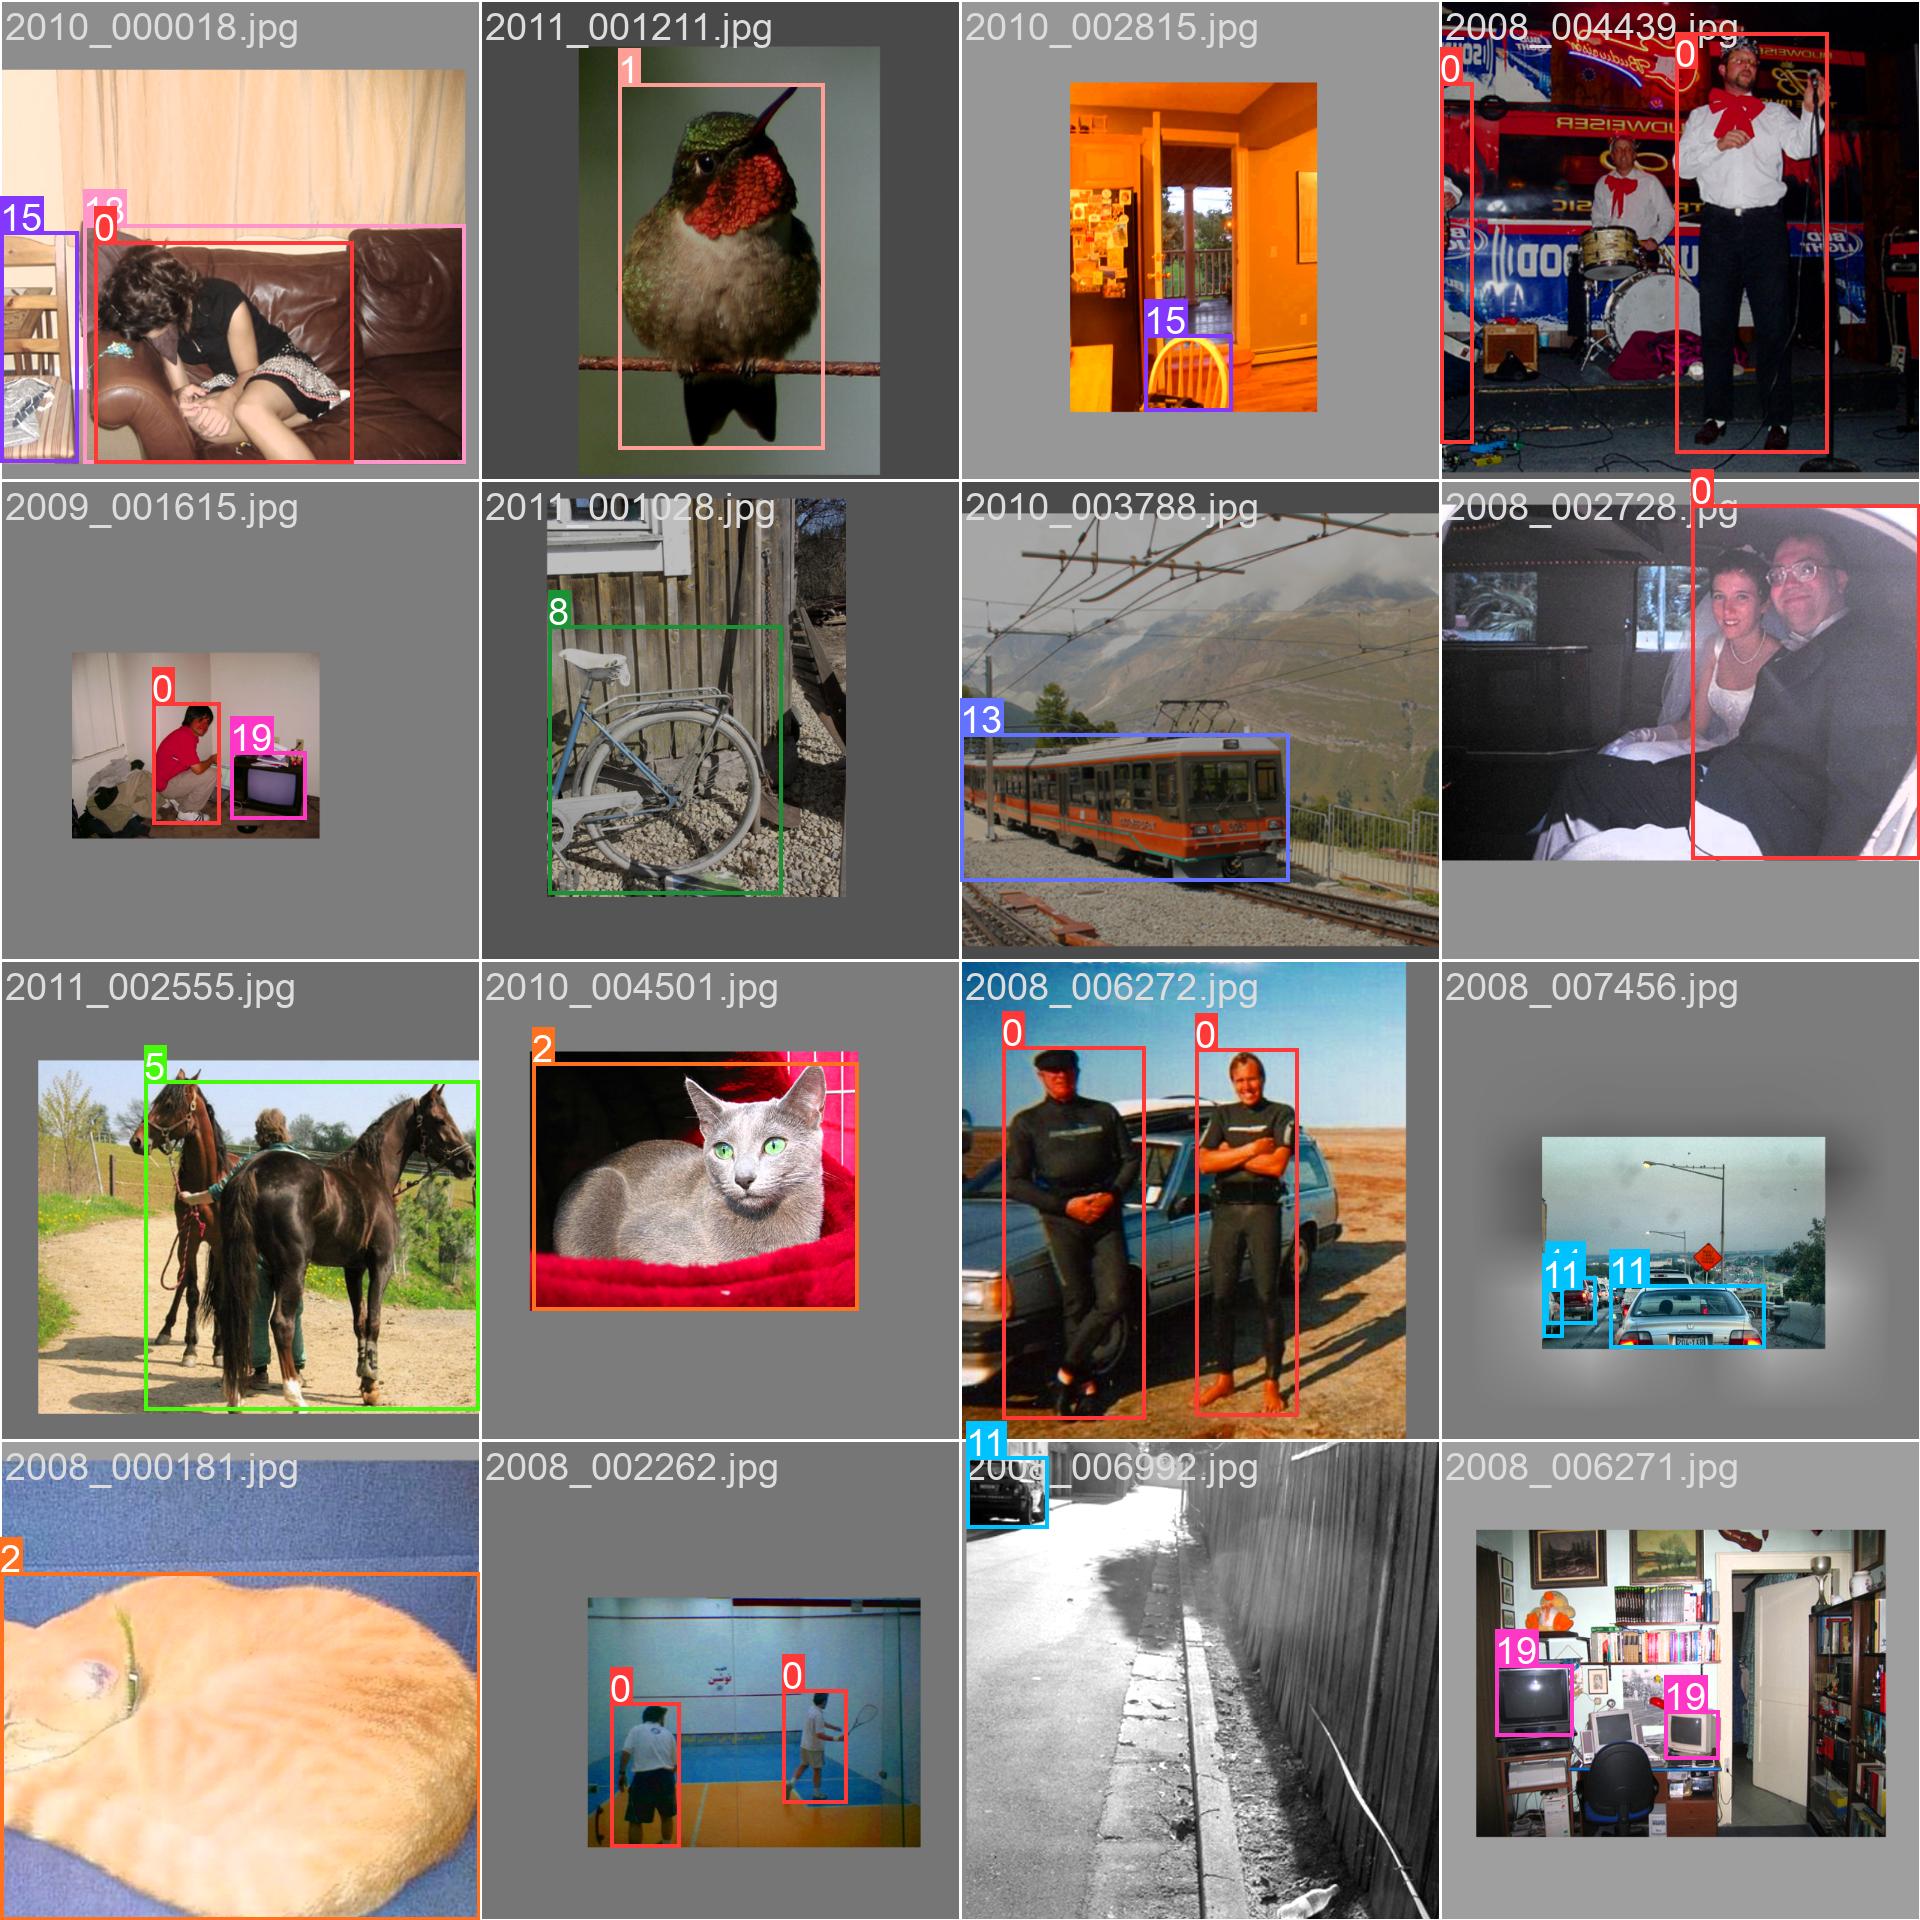 2010_000018.jpg
15
18
0
2011_001211.jpg
1
2010_002815.jpg
15
2008_004439.jpg
0
0
Budweiser
UDWEISER
2009_001615.jpg
0
19
2011_001028.jpg
8
2010_003788.jpg
13
2008_002728.jpg
0
2011_002555.jpg
5
2010_004501.jpg
2
2008_006272.jpg
0
0
2008_007456.jpg
11
11
2008_000181.jpg
2
2008_002262.jpg
0
0
11
2008_006992.jpg
2008_006271.jpg
19
19